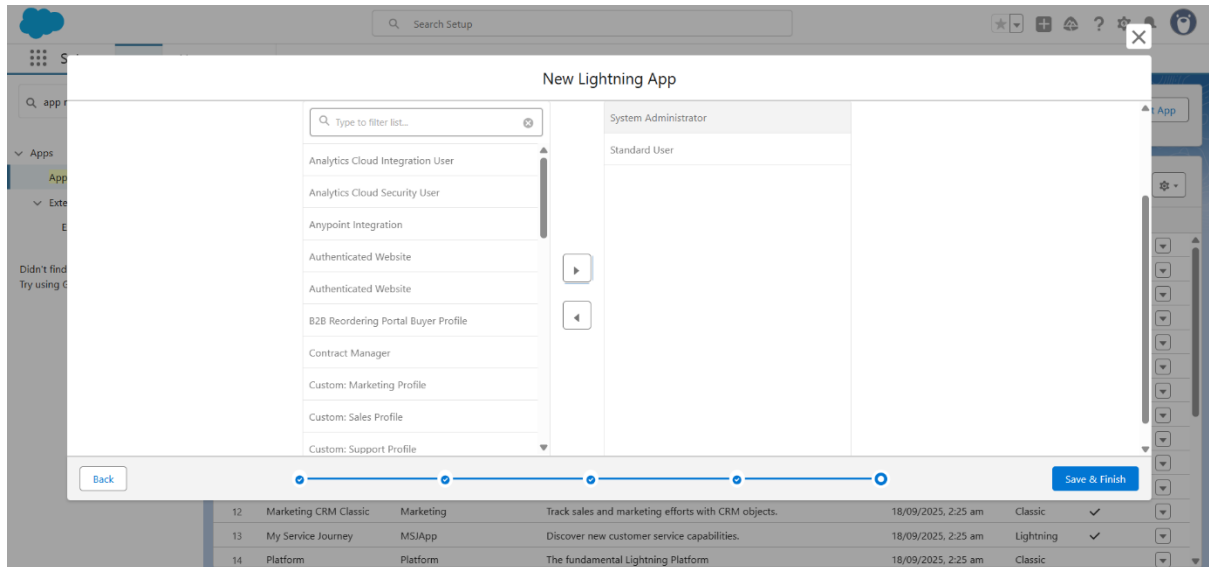 Search Setup
S
New Lightning App
app r
t App
Type to filter list...
System Administrator
Standard User
Apps
App
Exte
E
Didn't find
Try using G
Analytics Cloud Integration User
Analytics Cloud Security User
Anypoint Integration
Authenticated Website
Authenticated Website
B2B Reordering Portal Buyer Profile
Contract Manager
Custom: Marketing Profile
Custom: Sales Profile
Custom: Support Profile
Back
Save & Finish
12 Marketing CRM Classic Marketing Track sales and marketing efforts with CRM objects. 18/09/2025, 2:25 am Classic
13 My Service Journey MSJApp Discover new customer service capabilities. 18/09/2025, 2:25 am Lightning
14 Platform Platform The fundamental Lightning Platform 18/09/2025, 2:25 am Classic